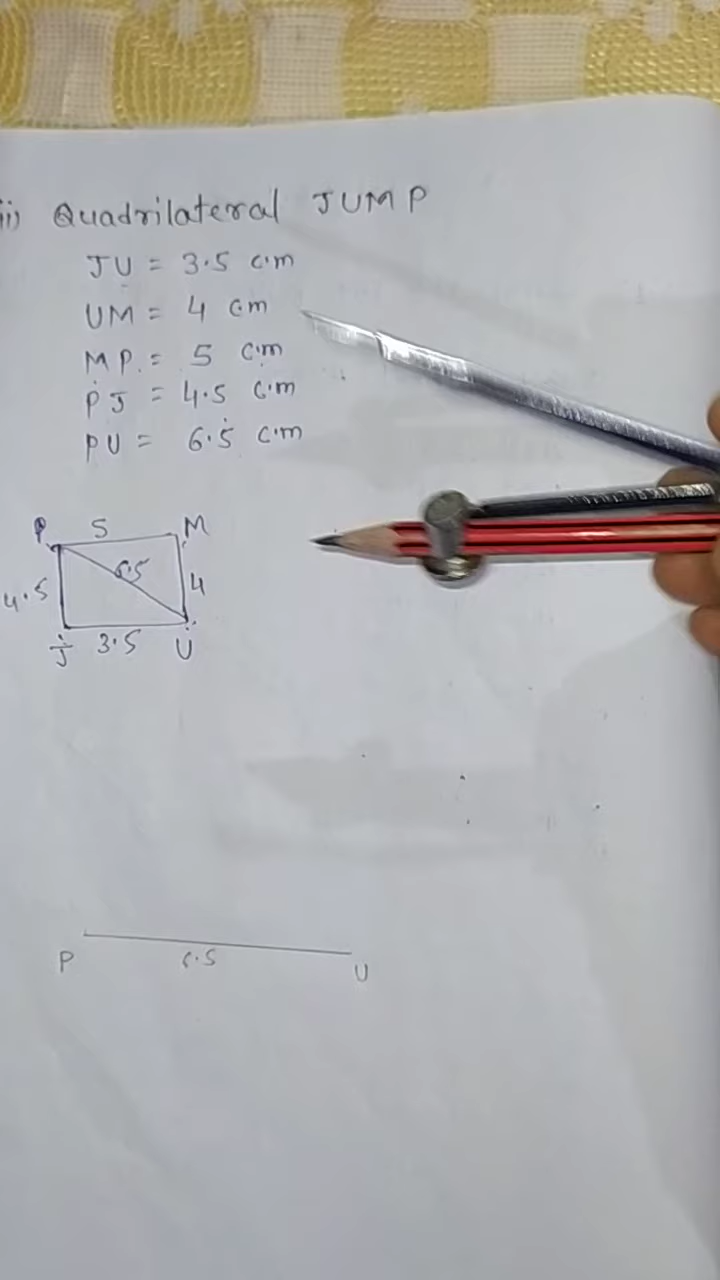 ii) Quadrilateral JUMP
JU = 3.5 cm
UM = 4 cm
MP = 5 cm
PJ = 4.5 cm
PU = 6.5 cm
P 5 M
6.5
4.5 4
J 3.5 U
P 6.5 U